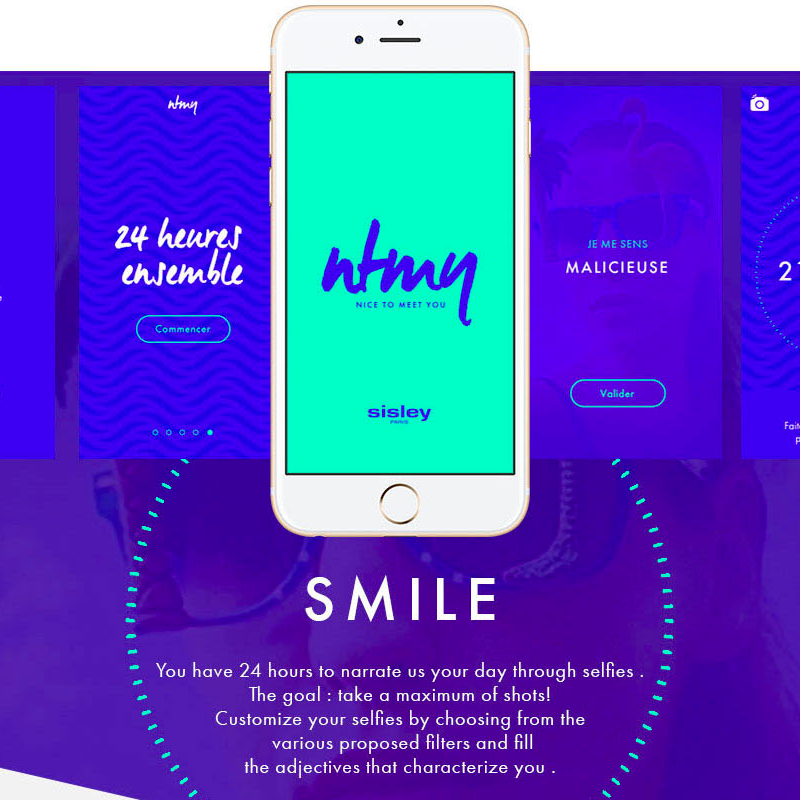 ntmy
24 heures
ensemble
Commencer
ntmy
NICE TO MEET YOU
sisley
PARIS
JE ME SENS
MALICIEUSE
Valider
SMILE
You have 24 hours to narrate us your day through selfies .
The goal : take a maximum of shots!
Customize your selfies by choosing from the
various proposed filters and fill
the adjectives that characterize you .